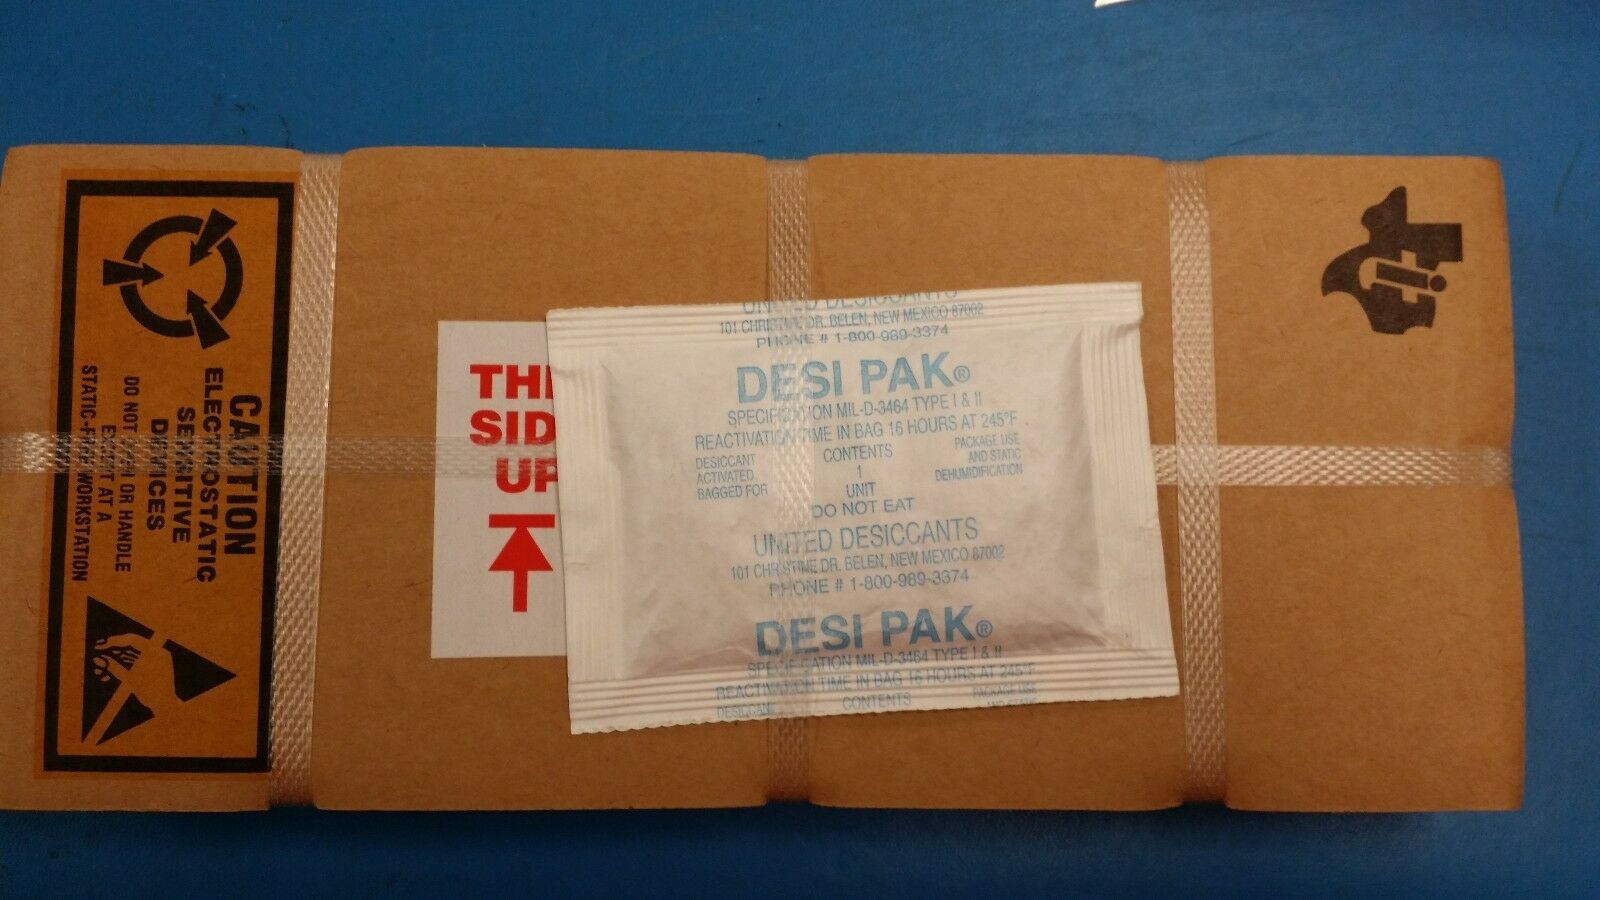 CAUTION
ELECTROSTATIC
SENSITIVE
DEVICES
DO NOT OPEN OR HANDLE
EXCEPT AT A
STATIC-FREE WORKSTATION
THI
SID
UP
UNITED DESICCANTS
101 CHRISTINE DR. BELEN, NEW MEXICO 87002
PHONE # 1-800-989-3374
DESI PAK®
SPECIFICATION MIL-D-3464 TYPE I & II
REACTIVATION TIME IN BAG 16 HOURS AT 245°F
DESICCANT
ACTIVATED
BAGGED FOR
CONTENTS
1
UNIT
PACKAGE USE
AND STATIC
DEHUMIDIFICATION
DO NOT EAT
UNITED DESICCANTS
101 CHRISTINE DR. BELEN, NEW MEXICO 87002
PHONE # 1-800-989-3374
DESI PAK®
SPECIFICATION MIL-D-3464 TYPE I & II
REACTIVATION TIME IN BAG 16 HOURS AT 245°F
DESICCANT
CONTENTS
PACKAGE USE
ti